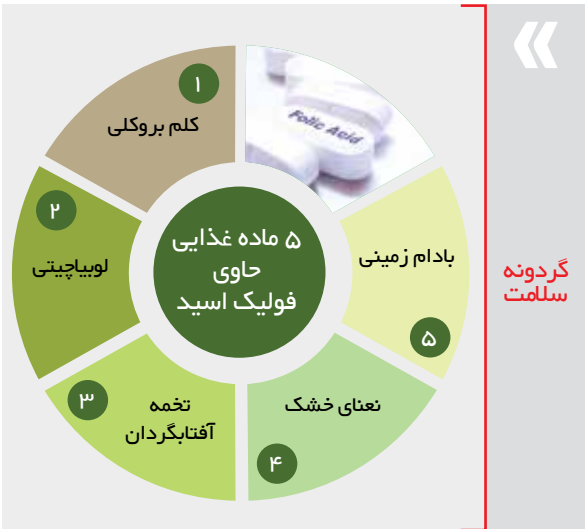 »
گردونه
سلامت
۵ ماده غذایی
حاوی
فولیک اسید
Folic Acid
۱
کلم بروکلی
۲
لوبیاچیتی
۳
تخمه
آفتابگردان
۴
نعنای خشک
بادام زمینی
۵